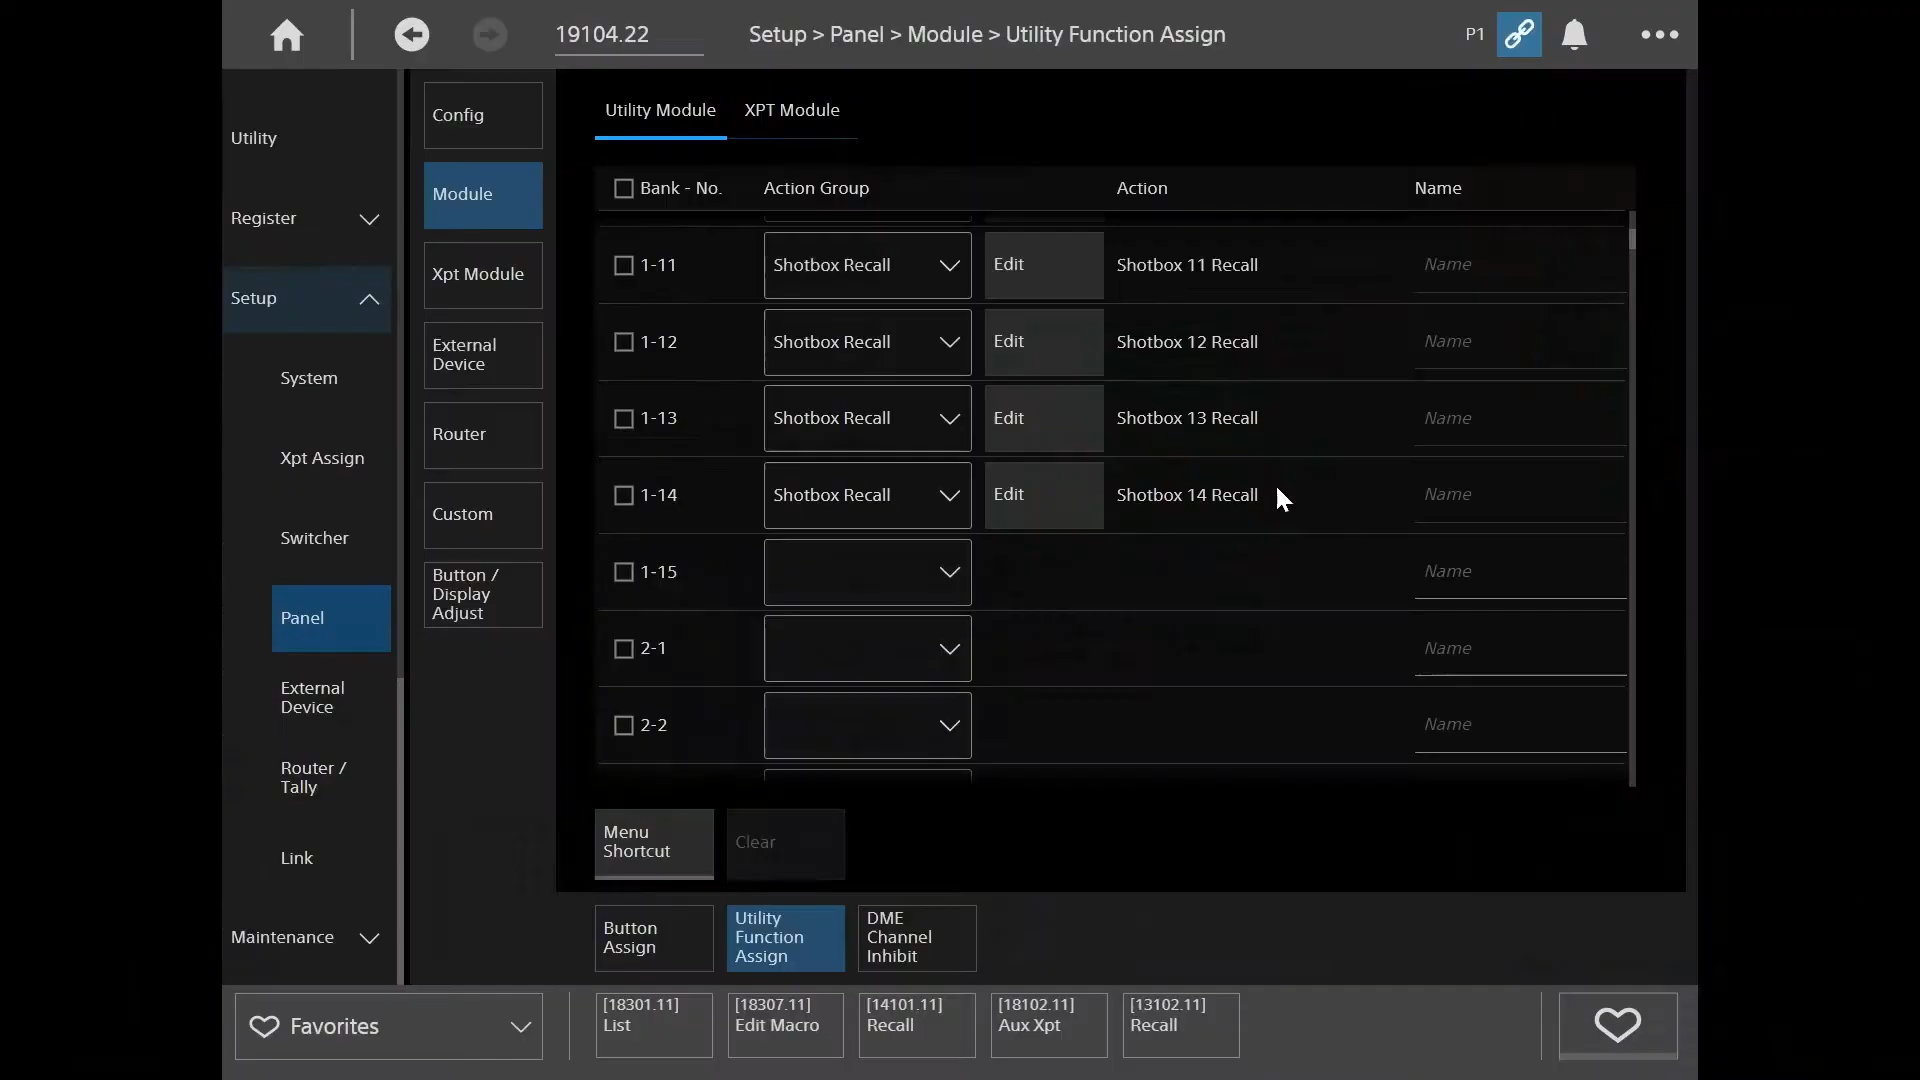 19104.22
Setup > Panel > Module > Utility Function Assign
P1
Utility
Register
Setup
System
Xpt Assign
Switcher
Panel
External
Device
Router /
Tally
Link
Maintenance
Config
Module
Xpt Module
External
Device
Router
Custom
Button /
Display
Adjust
Utility Module
XPT Module
Bank - No.
Action Group
Action
Name
1-11
Shotbox Recall
Edit
Shotbox 11 Recall
Name
1-12
Shotbox Recall
Edit
Shotbox 12 Recall
Name
1-13
Shotbox Recall
Edit
Shotbox 13 Recall
Name
1-14
Shotbox Recall
Edit
Shotbox 14 Recall
Name
1-15
Name
2-1
Name
2-2
Name
Menu
Shortcut
Clear
Button
Assign
Utility
Function
Assign
DME
Channel
Inhibit
Favorites
[18301.11]
List
[18307.11]
Edit Macro
[14101.11]
Recall
[18102.11]
Aux Xpt
[13102.11]
Recall